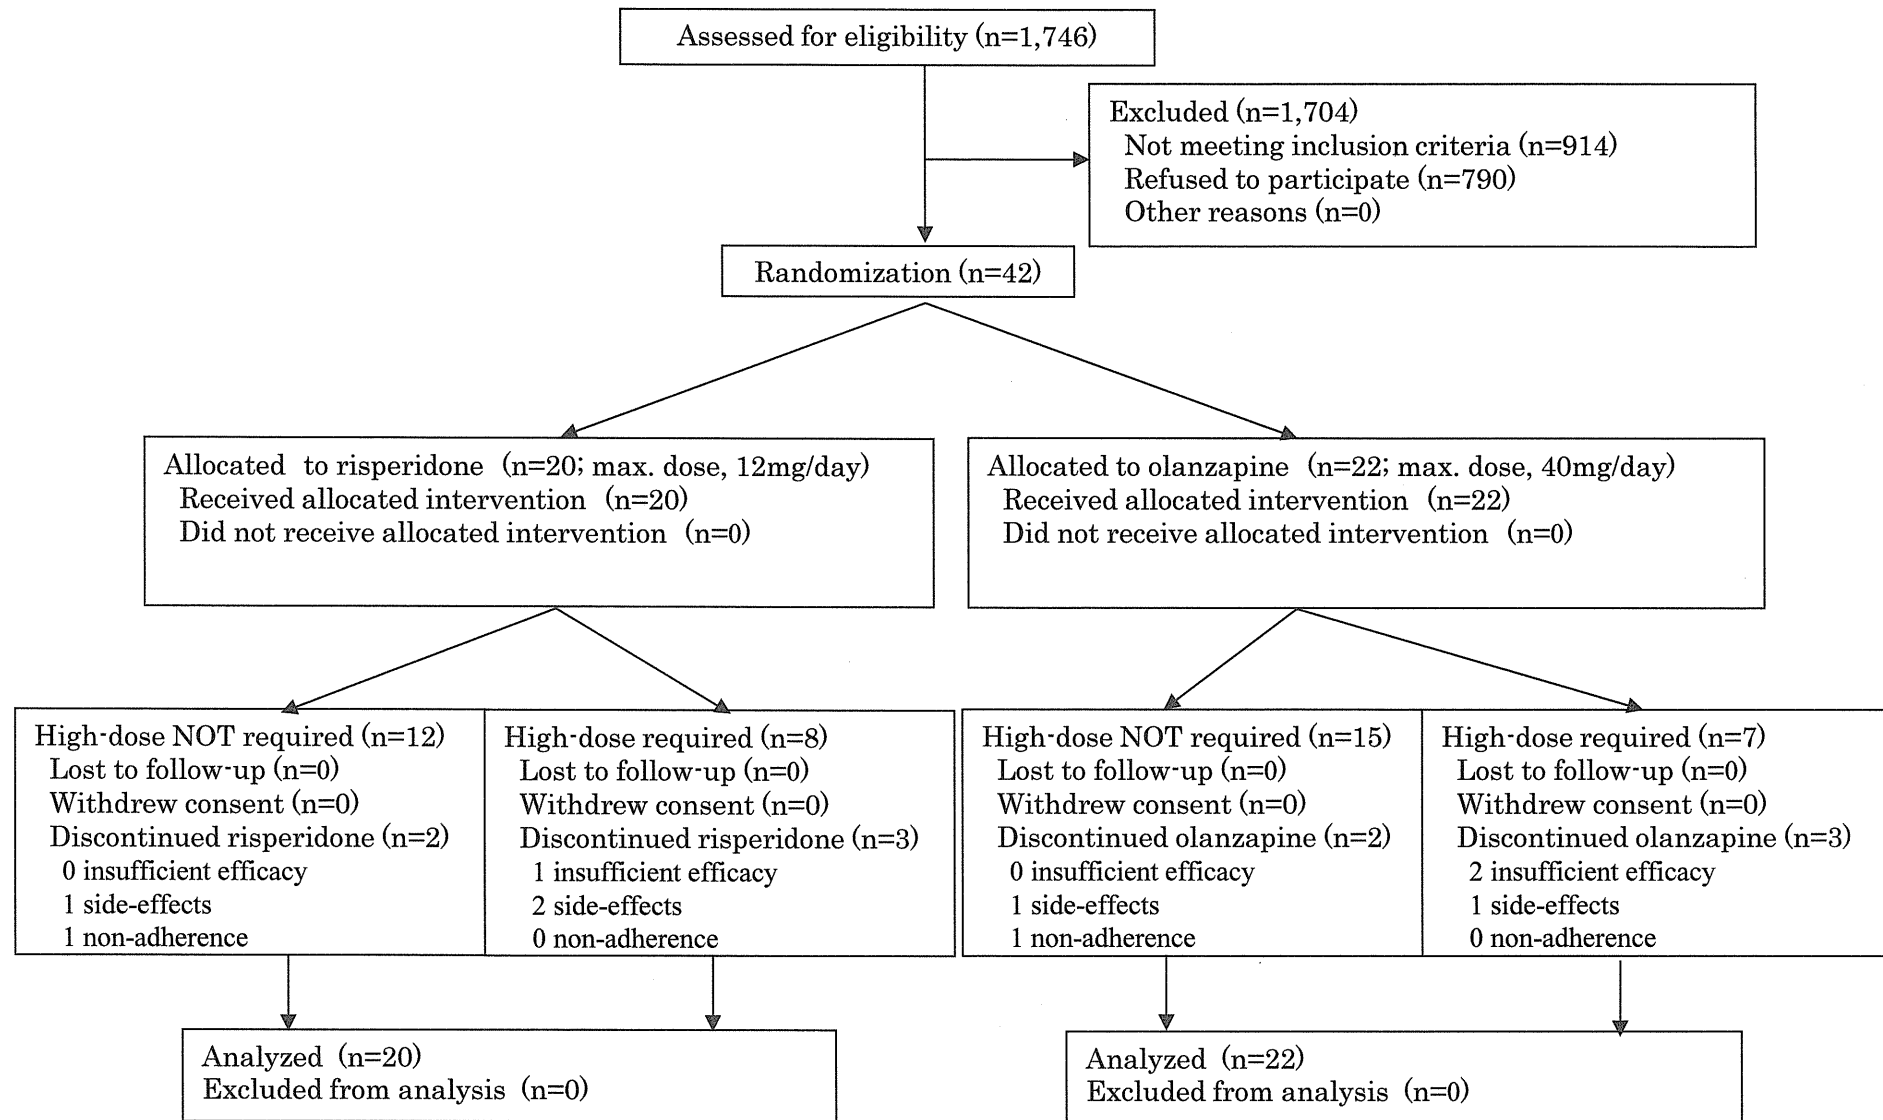 Assessed for eligibility (n=1,746)
Excluded (n=1,704)
Not meeting inclusion criteria (n=914)
Refused to participate (n=790)
Other reasons (n=0)
Randomization (n=42)
Allocated to risperidone (n=20; max. dose, 12mg/day)
Received allocated intervention (n=20)
Did not receive allocated intervention (n=0)
Allocated to olanzapine (n=22; max. dose, 40mg/day)
Received allocated intervention (n=22)
Did not receive allocated intervention (n=0)
High-dose NOT required (n=12)
Lost to follow-up (n=0)
Withdrew consent (n=0)
Discontinued risperidone (n=2)
0 insufficient efficacy
1 side-effects
1 non-adherence
High-dose required (n=8)
Lost to follow-up (n=0)
Withdrew consent (n=0)
Discontinued risperidone (n=3)
1 insufficient efficacy
2 side-effects
0 non-adherence
High-dose NOT required (n=15)
Lost to follow-up (n=0)
Withdrew consent (n=0)
Discontinued olanzapine (n=2)
0 insufficient efficacy
1 side-effects
1 non-adherence
High-dose required (n=7)
Lost to follow-up (n=0)
Withdrew consent (n=0)
Discontinued olanzapine (n=3)
2 insufficient efficacy
1 side-effects
0 non-adherence
Analyzed (n=20)
Excluded from analysis (n=0)
Analyzed (n=22)
Excluded from analysis (n=0)